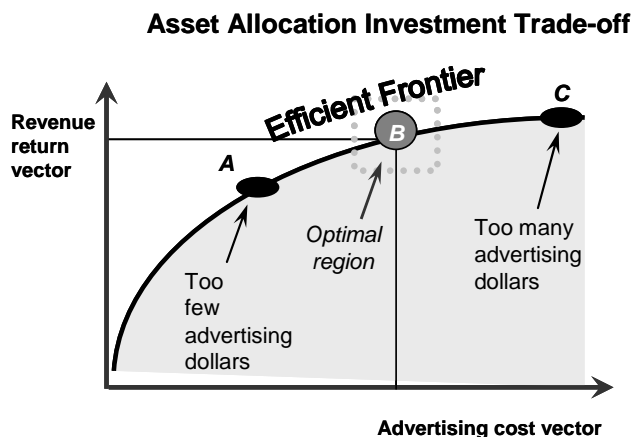 Asset Allocation Investment Trade-off
Efficient Frontier
C
Revenue
return
vector
B
A
Optimal
region
Too many
advertising
dollars
Too
few
advertising
dollars
Advertising cost vector